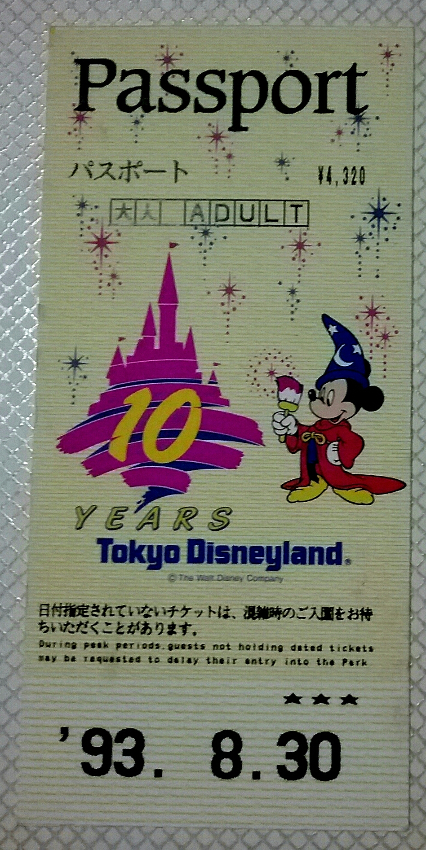 Passport
パスポート ¥4,320
大人 ADULT
10
YEARS
Tokyo Disneyland®
©The Walt Disney Company
日付指定されていないチケットは、混雑時のご入園をお待
ちいただくことがあります。
During peak periods,guests not holding dated tickets
may be requested to delay their entry into the Park
★★★
'93. 8.30